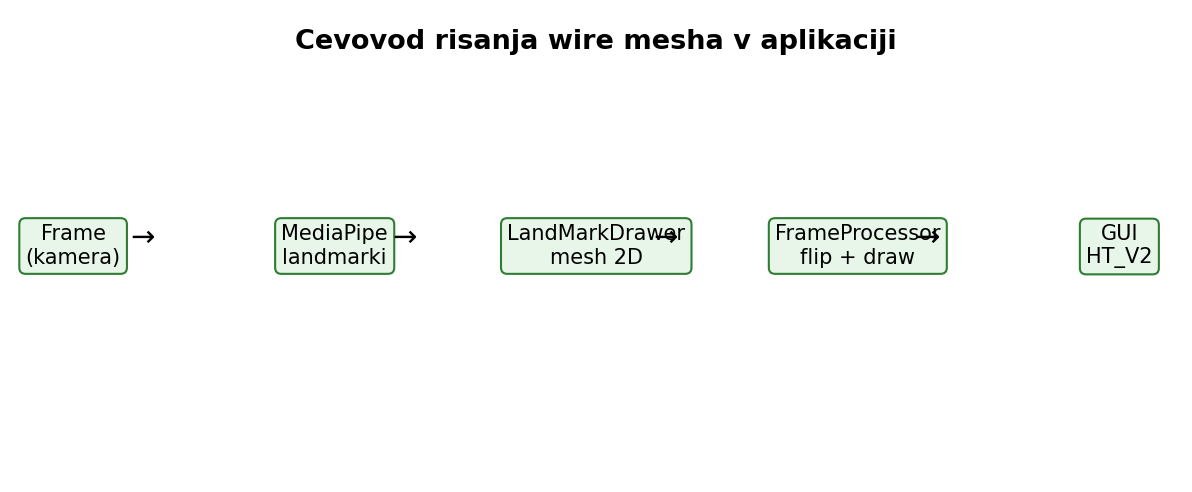 Cevovod risanja wire mesha v aplikaciji
Frame
(kamera)
→
MediaPipe
landmarki
→
LandMarkDrawer
mesh 2D
→
FrameProcessor
flip + draw
→
GUI
HT_V2